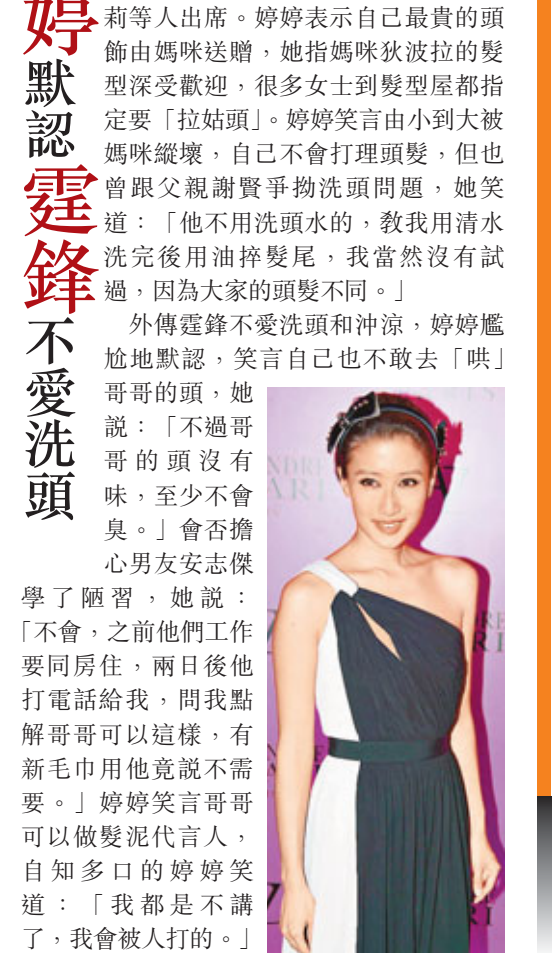 婷默認霆鋒不愛洗頭
莉等人出席。婷婷表示自己最貴的頭
飾由媽咪送贈，她指媽咪狄波拉的髮
型深受歡迎，很多女士到髮型屋都指
定要「拉姑頭」。婷婷笑言由小到大被
媽咪縱壞，自己不會打理頭髮，但也
曾跟父親謝賢爭拗洗頭問題，她笑
道：「他不用洗頭水的，教我用清水
洗完後用油捽髮尾，我當然沒有試
過，因為大家的頭髮不同。」
外傳霆鋒不愛洗頭和沖涼，婷婷尷
尬地默認，笑言自己也不敢去「哄」
哥哥的頭，她
說：「不過哥
哥的頭沒有
味，至少不會
臭。」會否擔
心男友安志傑
學了陋習，她說：
「不會，之前他們工作
要同房住，兩日後他
打電話給我，問我點
解哥哥可以這樣，有
新毛巾用他竟說不需
要。」婷婷笑言哥哥
可以做髮泥代言人，
自知多口的婷婷笑
道：「我都是不講
了，我會被人打的。」